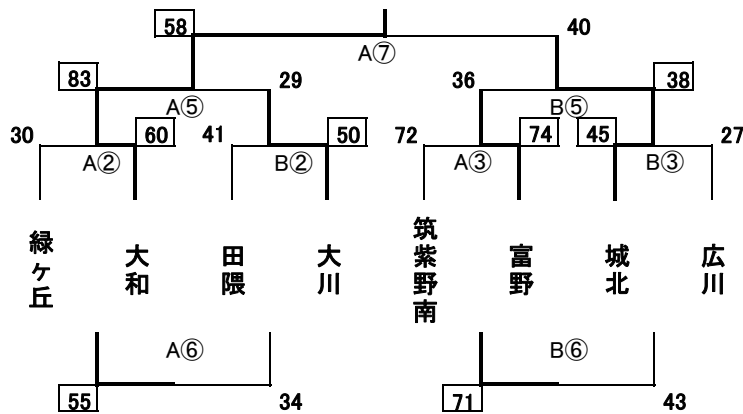 58 40
A⑦
83 29 36 38
A⑤ B⑤
30 60 41 50 72 74 45 27
A② B② A③ B③
緑ヶ丘 大和 田隈 大川 筑紫野南 富野 城北 広川
A⑥ B⑥
55 34 71 43